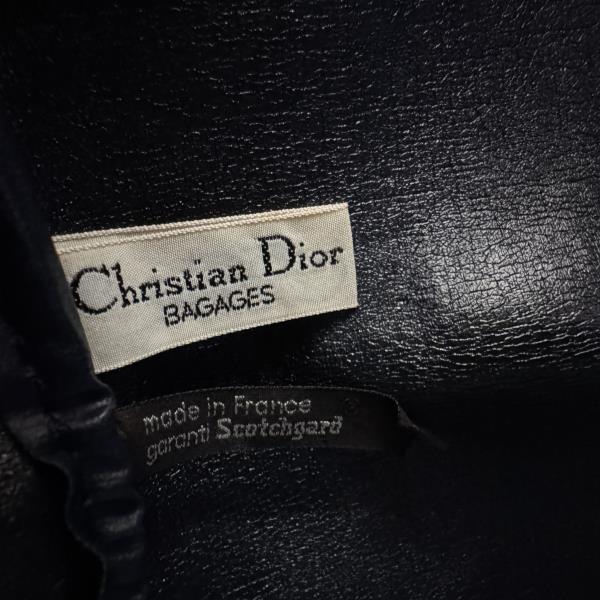 Christian Dior
BAGAGES
made in France
garanti Scotchgard®